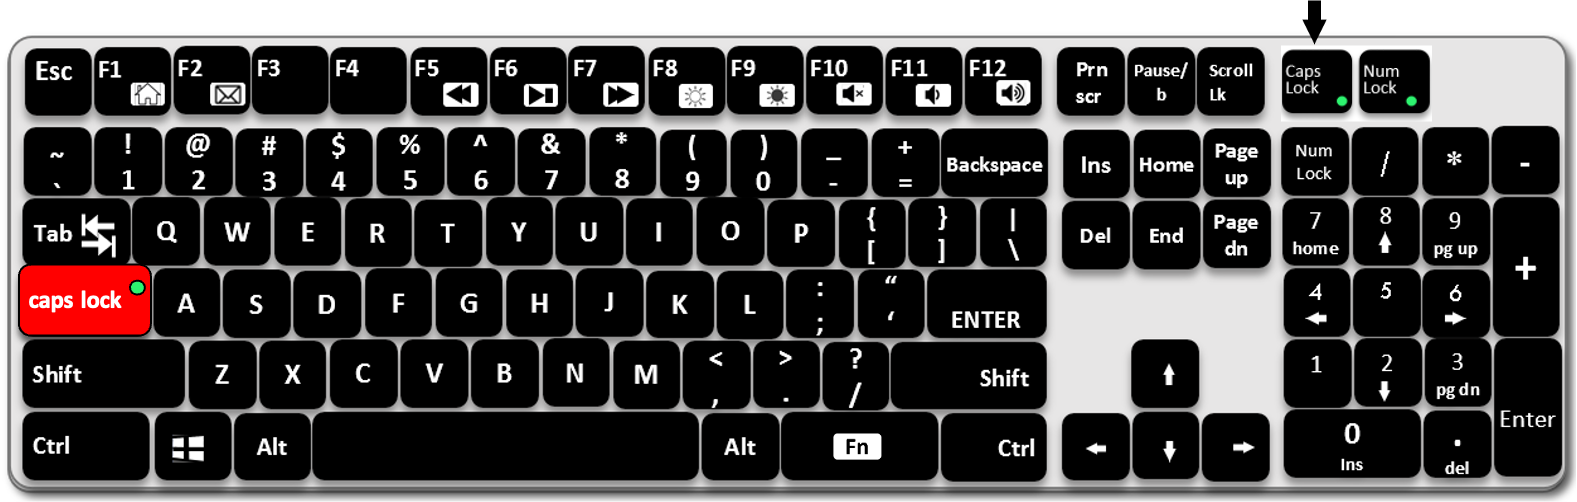 Esc F1 F2 F3 F4 F5 F6 F7 F8 F9 F10 F11 F12 Prn Pause/ Scroll Caps Num
scr b Lk Lock Lock
~ ! @ # $ % ^ & * ( ) _ + Backspace Ins Home Page Num / * -
` 1 2 3 4 5 6 7 8 9 0 - = up Lock
Tab Q W E R T Y U I O P { } | Del End Page 7 8 9 +
[ ] \ dn home pg up
caps lock A S D F G H J K L : “ ENTER 4 5 6
; ‘
Shift Z X C V B N M < > ? Shift 1 2 3 Enter
, . / pg dn
Ctrl Alt Alt Fn Ctrl 0 .
Ins del